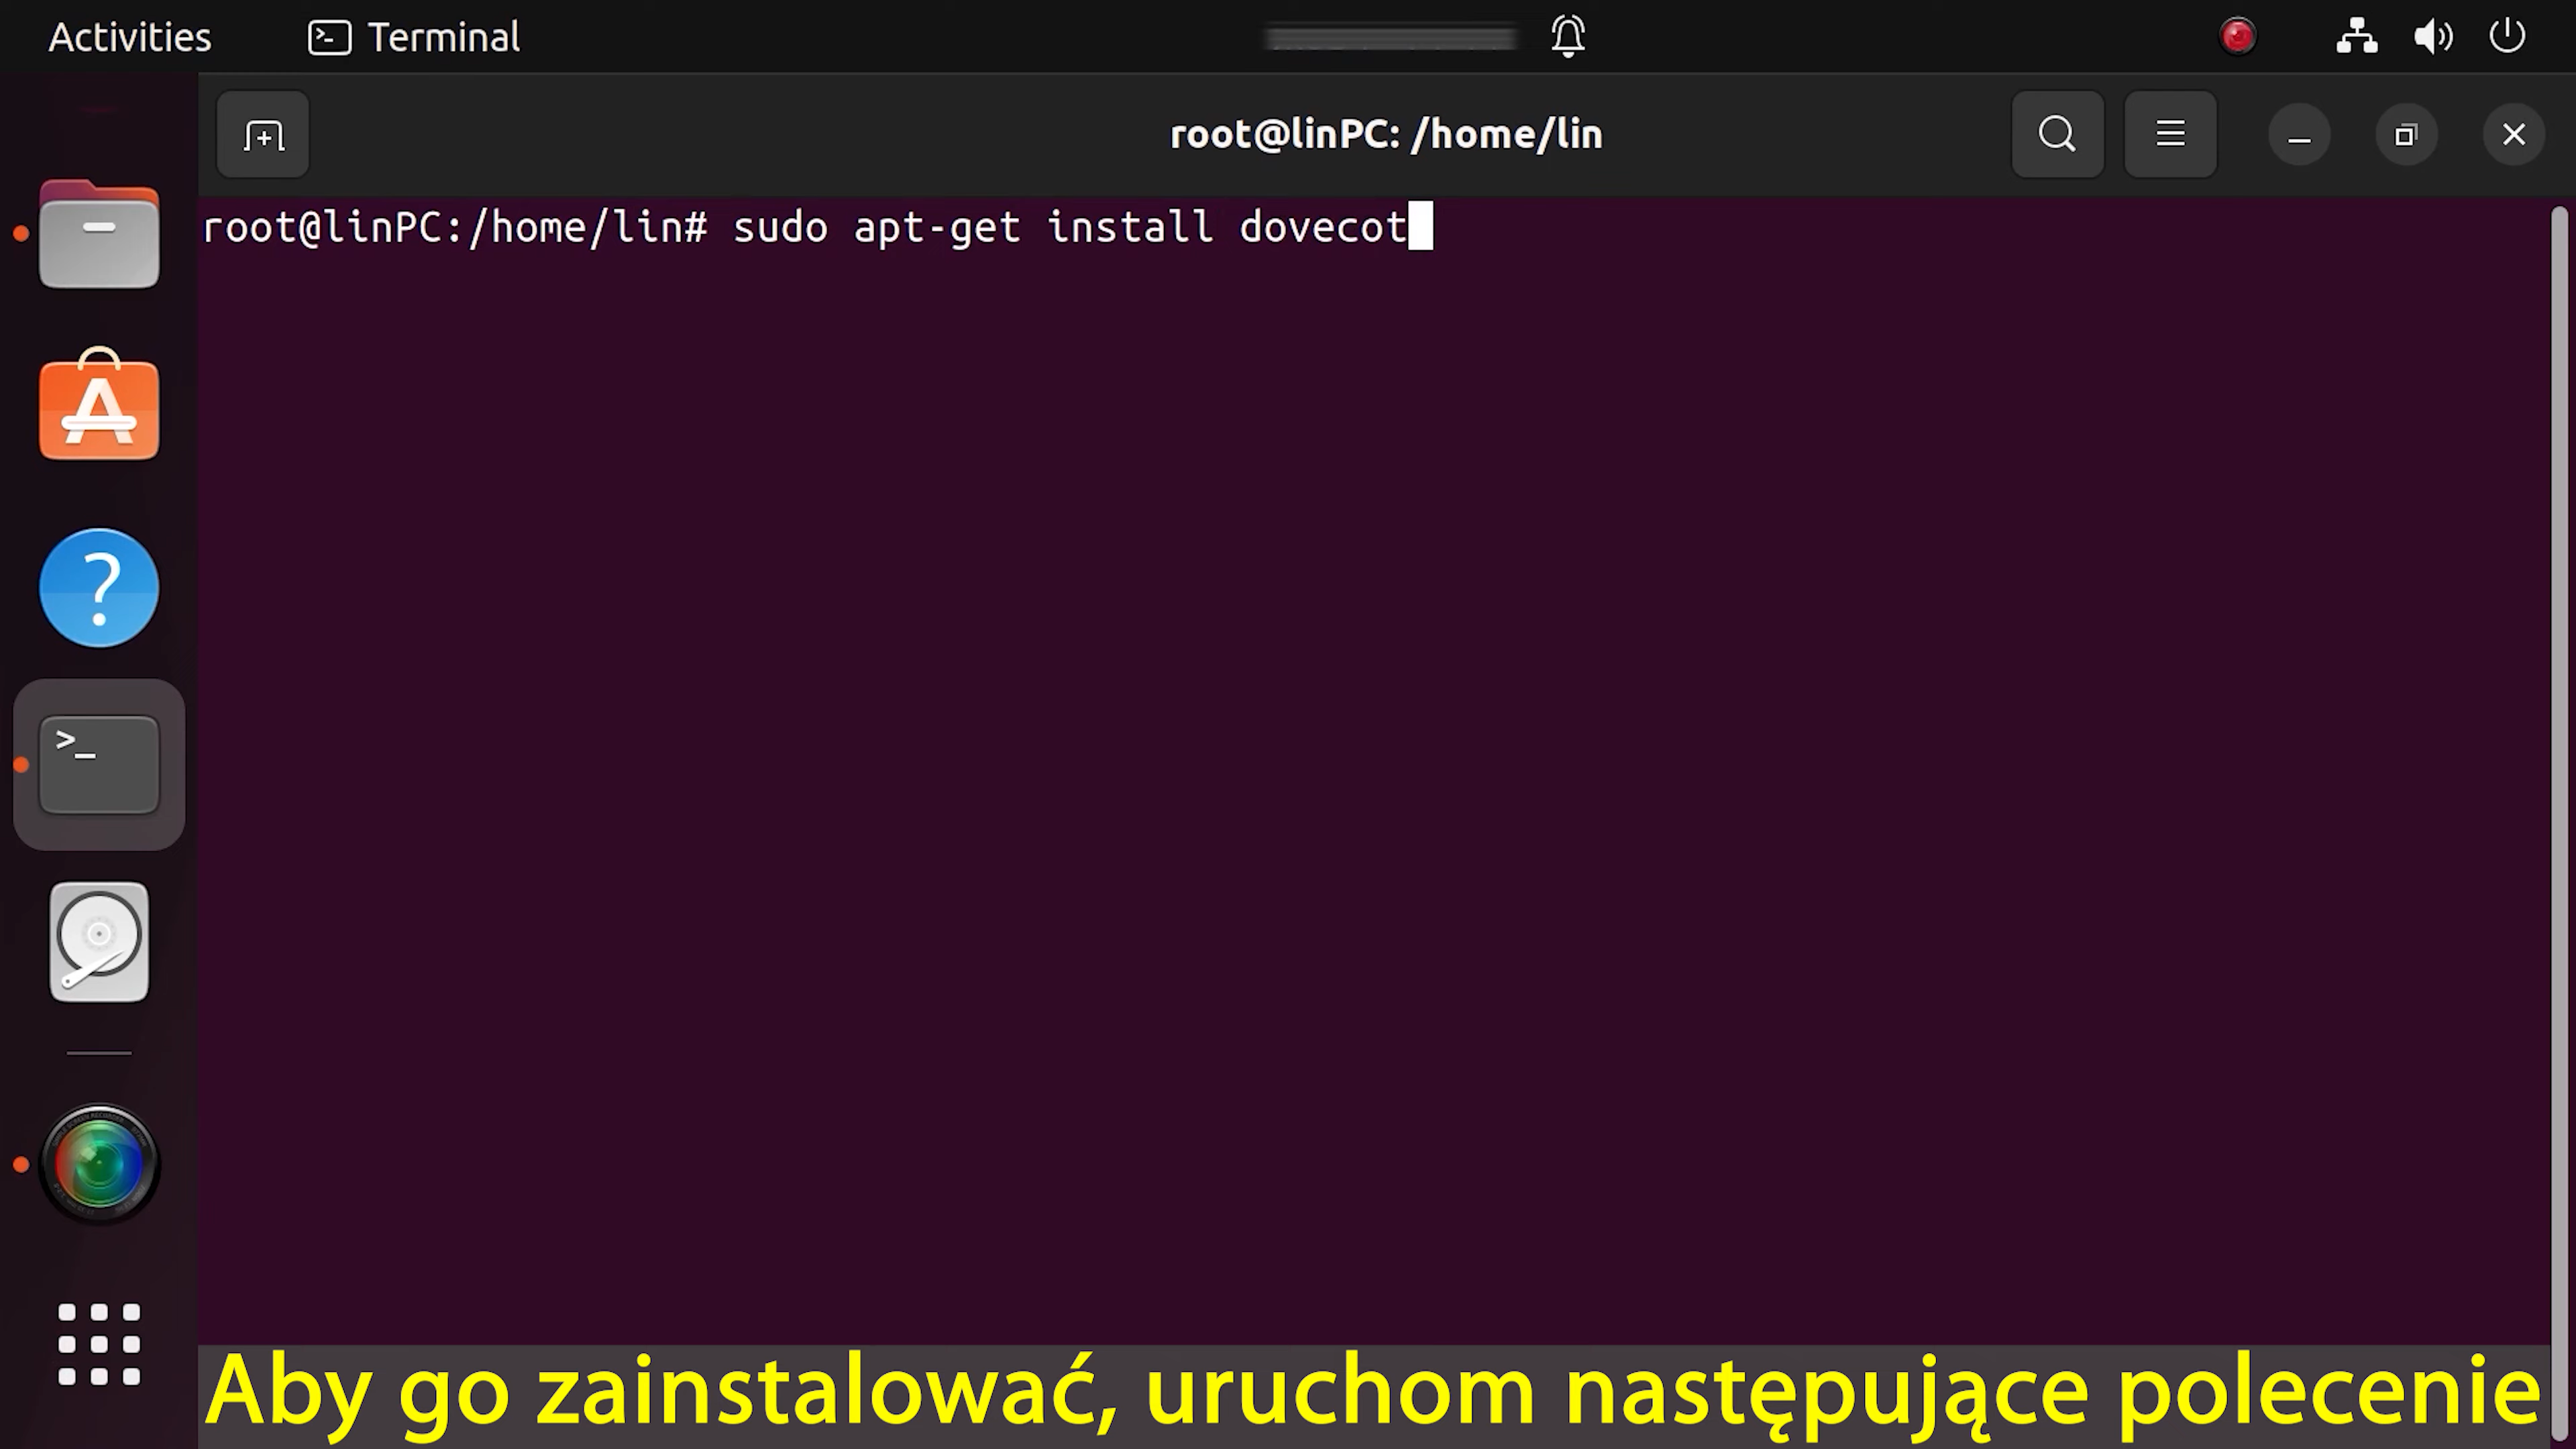 Activities Terminal
root@linPC: /home/lin
root@linPC:/home/lin# sudo apt-get install dovecot
Aby go zainstalować, uruchom następujące polecenie